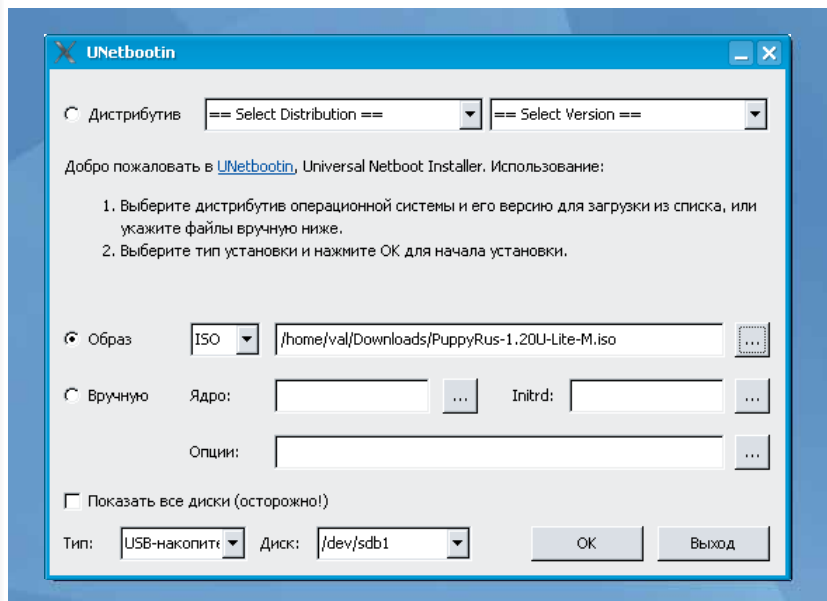 UNetbootin
Дистрибутив == Select Distribution == == Select Version ==
Добро пожаловать в UNetbootin, Universal Netboot Installer. Использование:
1. Выберите дистрибутив операционной системы и его версию для загрузки из списка, или
укажите файлы вручную ниже.
2. Выберите тип установки и нажмите OK для начала установки.
Образ ISO /home/val/Downloads/PuppyRus-1.20U-Lite-M.iso ...
Вручную Ядро: ... Initrd: ...
Опции: ...
Показать все диски (осторожно!)
Тип: USB-накопите Диск: /dev/sdb1 OK Выход